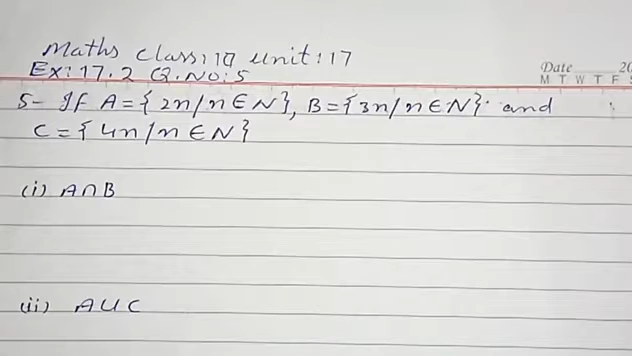 Maths class:10 unit:17
Ex:17.2 Q.No:5
Date 20
M T W T F S
5- If A={2n/n∈N}, B={3n/n∈N} and
C={4n/n∈N}
(i) A∩B
(ii) A∪C